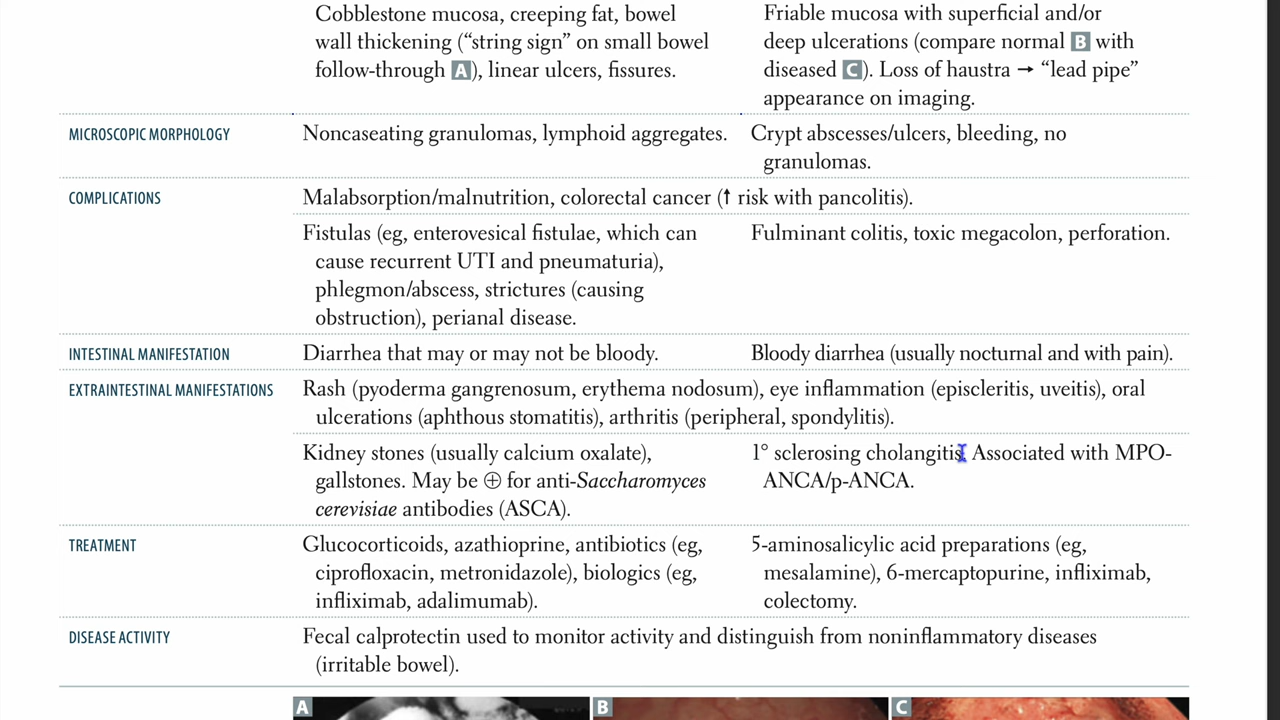 Cobblestone mucosa, creeping fat, bowel
wall thickening (“string sign” on small bowel
follow-through A), linear ulcers, fissures.
Friable mucosa with superficial and/or
deep ulcerations (compare normal B with
diseased C). Loss of haustra → “lead pipe”
appearance on imaging.
MICROSCOPIC MORPHOLOGY
Noncaseating granulomas, lymphoid aggregates.
Crypt abscesses/ulcers, bleeding, no
granulomas.
COMPLICATIONS
Malabsorption/malnutrition, colorectal cancer (↑ risk with pancolitis).
Fistulas (eg, enterovesical fistulae, which can
cause recurrent UTI and pneumaturia),
phlegmon/abscess, strictures (causing
obstruction), perianal disease.
Fulminant colitis, toxic megacolon, perforation.
INTESTINAL MANIFESTATION
Diarrhea that may or may not be bloody.
Bloody diarrhea (usually nocturnal and with pain).
EXTRAINTESTINAL MANIFESTATIONS
Rash (pyoderma gangrenosum, erythema nodosum), eye inflammation (episcleritis, uveitis), oral
ulcerations (aphthous stomatitis), arthritis (peripheral, spondylitis).
Kidney stones (usually calcium oxalate),
gallstones. May be ⊕ for anti-Saccharomyces
cerevisiae antibodies (ASCA).
1° sclerosing cholangitis. Associated with MPO-
ANCA/p-ANCA.
TREATMENT
Glucocorticoids, azathioprine, antibiotics (eg,
ciprofloxacin, metronidazole), biologics (eg,
infliximab, adalimumab).
5-aminosalicylic acid preparations (eg,
mesalamine), 6-mercaptopurine, infliximab,
colectomy.
DISEASE ACTIVITY
Fecal calprotectin used to monitor activity and distinguish from noninflammatory diseases
(irritable bowel).
A
B
C